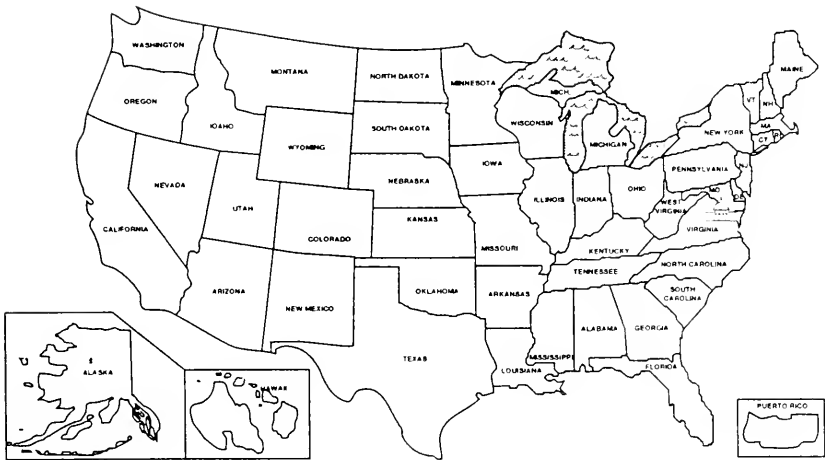 WASHINGTON
MONTANA
NORTH DAKOTA
MINNESOTA
MICH.
MAINE
VT
NH
OREGON
IDAHO
WYOMING
SOUTH DAKOTA
WISCONSIN
MICHIGAN
NEW YORK
MA
CT
RI
NEVADA
UTAH
NEBRASKA
IOWA
ILLINOIS
INDIANA
OHIO
PENNSYLVANIA
NJ
MD
DE
CALIFORNIA
COLORADO
KANSAS
MISSOURI
KENTUCKY
WEST
VIRGINIA
VIRGINIA
ARIZONA
NEW MEXICO
OKLAHOMA
ARKANSAS
TENNESSEE
NORTH CAROLINA
SOUTH
CAROLINA
TEXAS
LOUISIANA
MISSISSIPPI
ALABAMA
GEORGIA
FLORIDA
ALASKA
HAWAII
PUERTO RICO